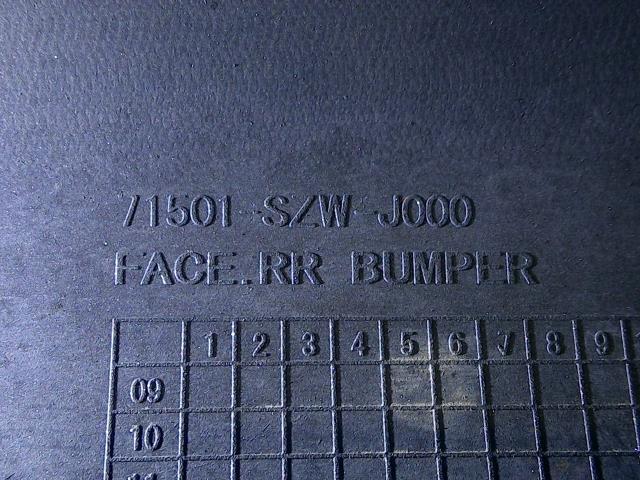 71501-SZW-J000
FACE.RR BUMPER
1 2 3 4 5 6 7 8 9
09
10